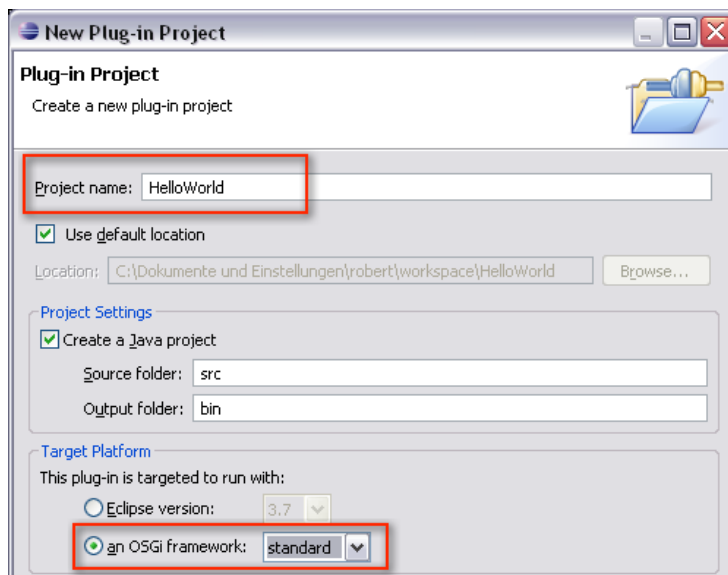 New Plug-in Project
Plug-in Project
Create a new plug-in project
Project name: HelloWorld
Use default location
Location: C:\Dokumente und Einstellungen\robert\workspace\HelloWorld Browse...
Project Settings
Create a Java project
Source folder: src
Output folder: bin
Target Platform
This plug-in is targeted to run with:
Eclipse version: 3.7
an OSGi framework: standard